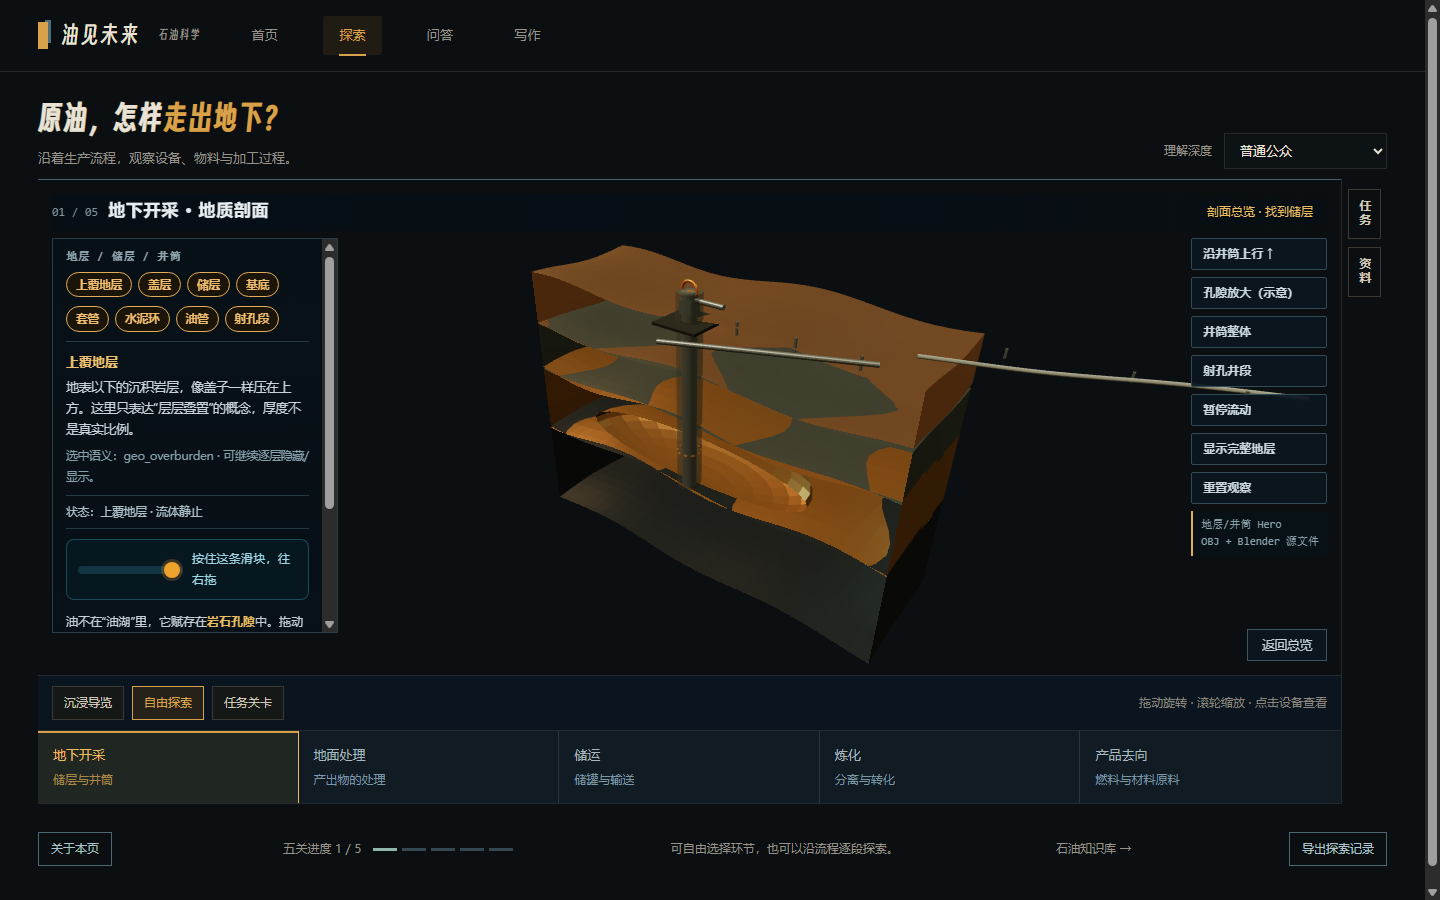 油见未来 石油科学 首页 探索 问答 写作
原油，怎样走出地下？
沿着生产流程，观察设备、物料与加工过程。
理解深度 普通公众
01 / 05 地下开采・地质剖面
剖面总览 · 找到储层
任务
资料
地层 / 储层 / 井筒
上覆地层 盖层 储层 基底
套管 水泥环 油管 射孔段
上覆地层
地表以下的沉积岩层，像盖子一样压在上
方。这里只表达“层层叠置”的概念，厚度不
是真实比例。
选中语义：geo_overburden · 可继续逐层隐藏/
显示。
状态：上覆地层 · 流体静止
按住这条滑块，往
右拖
油不在“油湖”里，它赋存在岩石孔隙中。拖动
沿井筒上行 ↑
孔隙放大（示意）
井筒整体
射孔井段
暂停流动
显示完整地层
重置观察
地层/井筒 Hero
OBJ + Blender 源文件
返回总览
沉浸导览 自由探索 任务关卡
拖动旋转 · 滚轮缩放 · 点击设备查看
地下开采
储层与井筒
地面处理
产出物的处理
储运
储罐与输送
炼化
分离与转化
产品去向
燃料与材料原料
关于本页 五关进度 1 / 5 可自由选择环节，也可以沿流程逐段探索。 石油知识库 → 导出探索记录